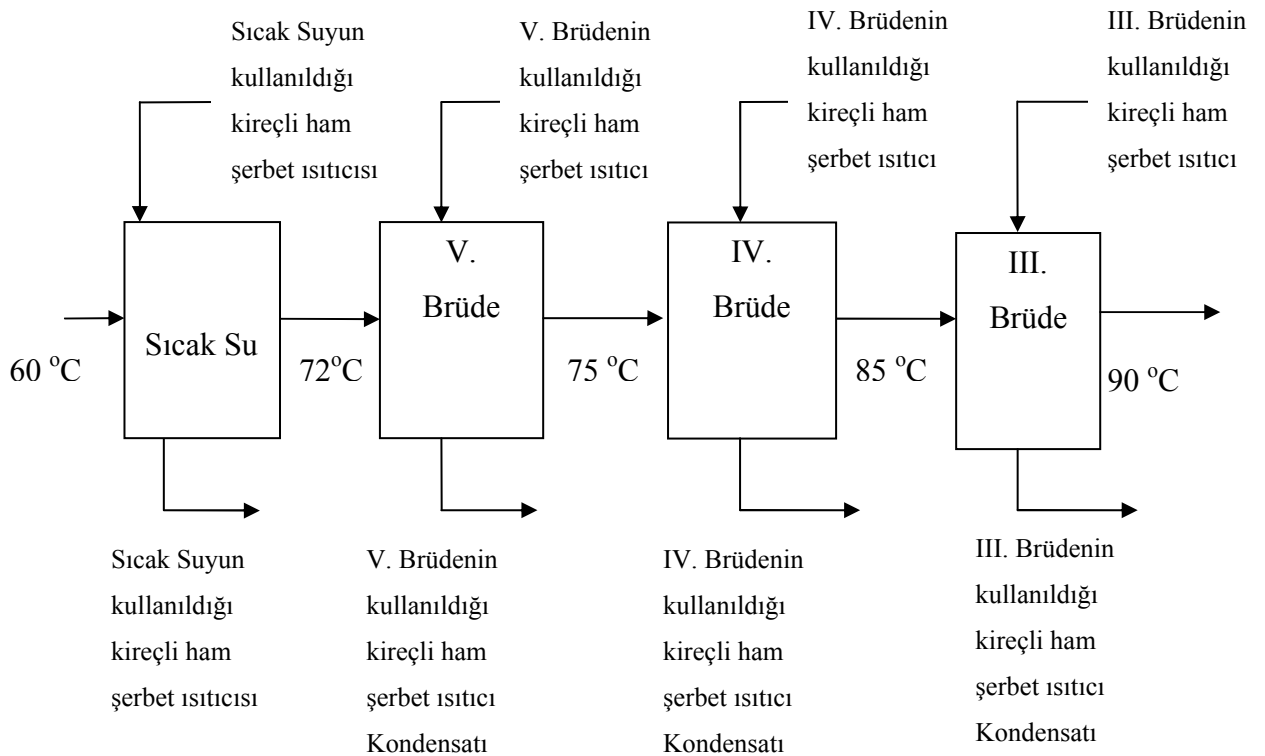 Sıcak Suyun
kullanıldığı
kireçli ham
şerbet ısıtıcısı
V. Brüdenin
kullanıldığı
kireçli ham
şerbet ısıtıcı
IV. Brüdenin
kullanıldığı
kireçli ham
şerbet ısıtıcı
III. Brüdenin
kullanıldığı
kireçli ham
şerbet ısıtıcı
60 °C
Sıcak Su
72°C
V.
Brüde
75 °C
IV.
Brüde
85 °C
III.
Brüde
90 °C
Sıcak Suyun
kullanıldığı
kireçli ham
şerbet ısıtıcısı
V. Brüdenin
kullanıldığı
kireçli ham
şerbet ısıtıcı
Kondensatı
IV. Brüdenin
kullanıldığı
kireçli ham
şerbet ısıtıcı
Kondensatı
III. Brüdenin
kullanıldığı
kireçli ham
şerbet ısıtıcı
Kondensatı